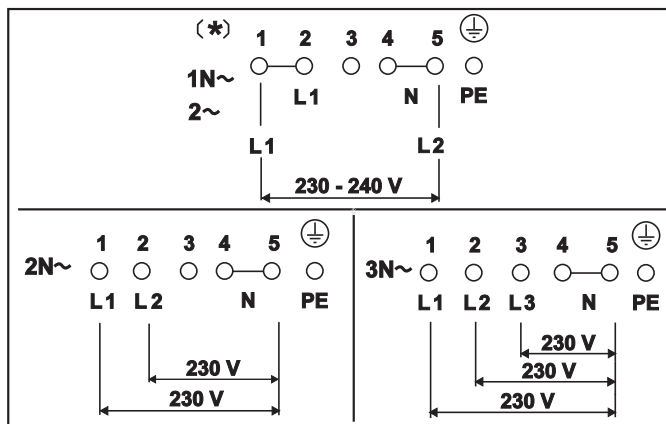 (*) 1 2 3 4 5
1N~ L1 N PE
2~
L1 L2
230 - 240 V
1 2 3 4 5
2N~
L1 L2 N PE
230 V
230 V
1 2 3 4 5
3N~
L1 L2 L3 N PE
230 V
230 V
230 V